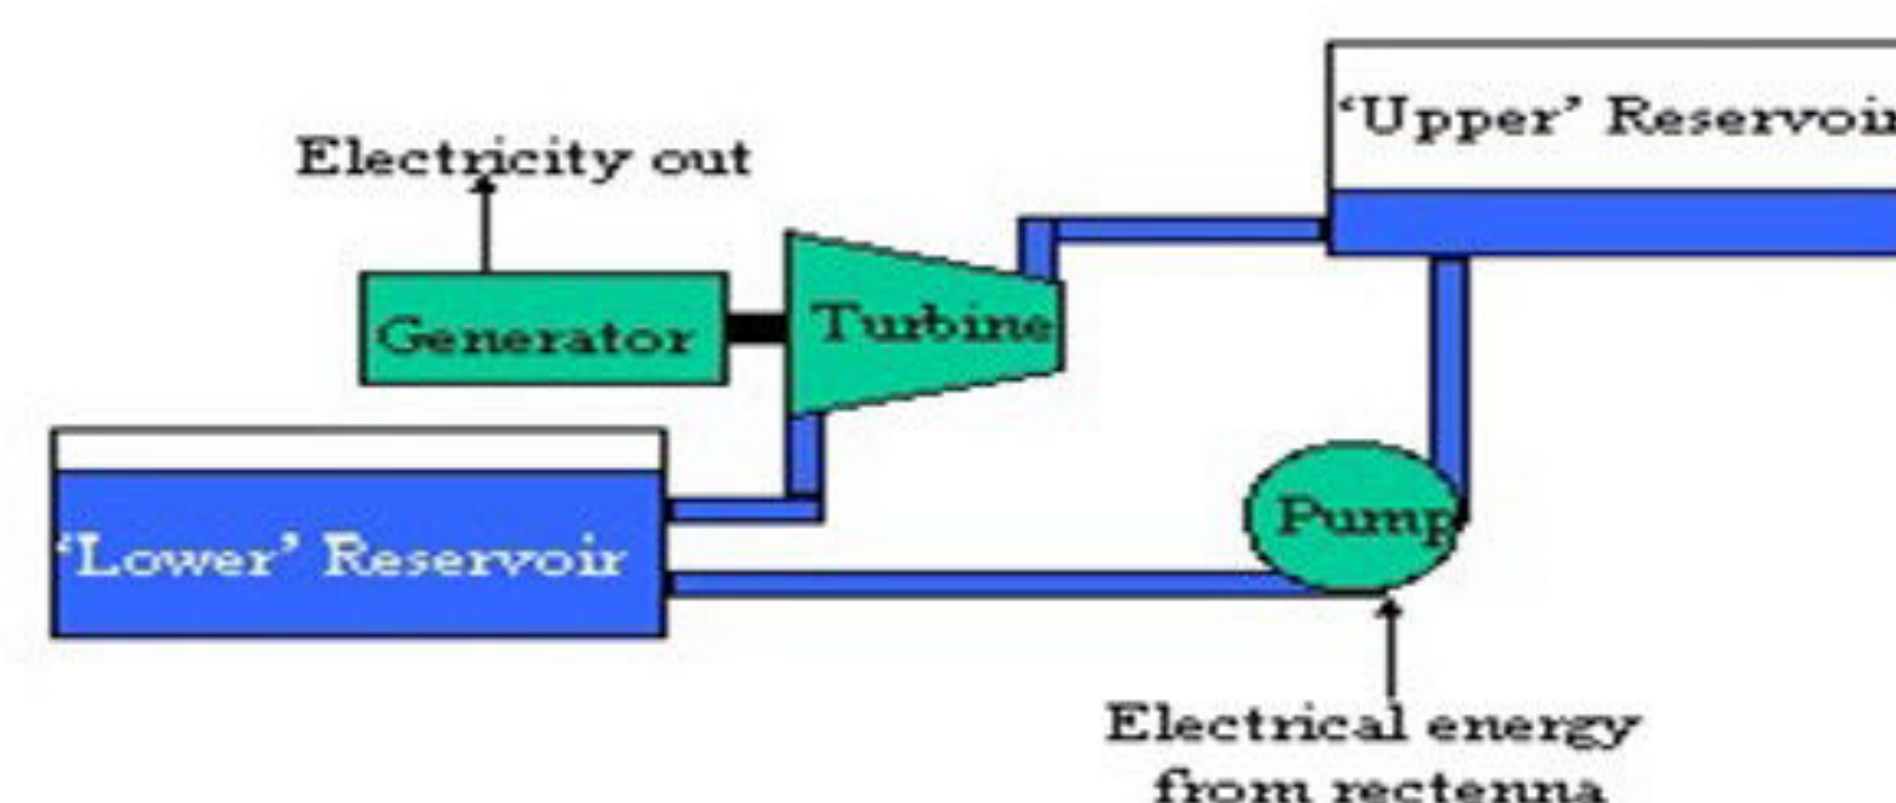 ‘Upper’ Reservoir
Electricity out
Generator
Turbine
‘Lower’ Reservoir
Pump
Electrical energy
from rectenna